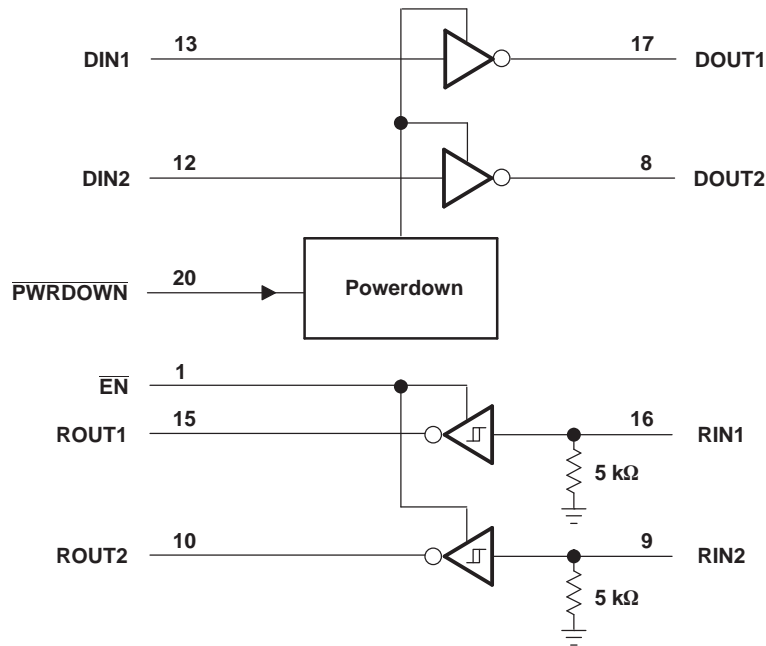 DIN1 13 17 DOUT1
DIN2 12 8 DOUT2
PWRDOWN 20 Powerdown
EN 1
ROUT1 15 16 RIN1
5 kΩ
ROUT2 10 9 RIN2
5 kΩ